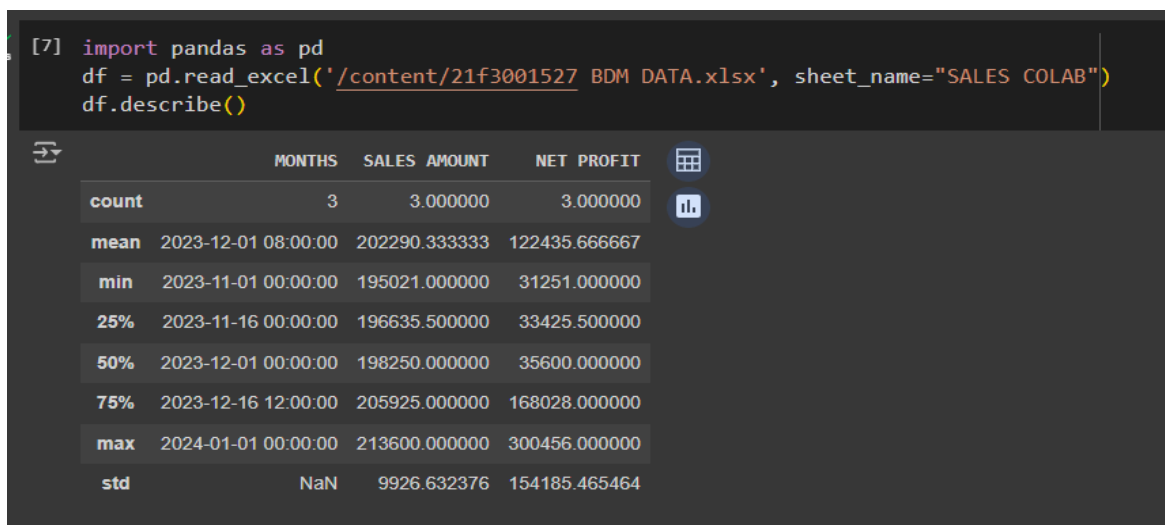 [7] import pandas as pd
df = pd.read_excel('/content/21f3001527 BDM DATA.xlsx', sheet_name="SALES COLAB")
df.describe()
MONTHS SALES AMOUNT NET PROFIT
count 3 3.000000 3.000000
mean 2023-12-01 08:00:00 202290.333333 122435.666667
min 2023-11-01 00:00:00 195021.000000 31251.000000
25% 2023-11-16 00:00:00 196635.500000 33425.500000
50% 2023-12-01 00:00:00 198250.000000 35600.000000
75% 2023-12-16 12:00:00 205925.000000 168028.000000
max 2024-01-01 00:00:00 213600.000000 300456.000000
std NaN 9926.632376 154185.465464